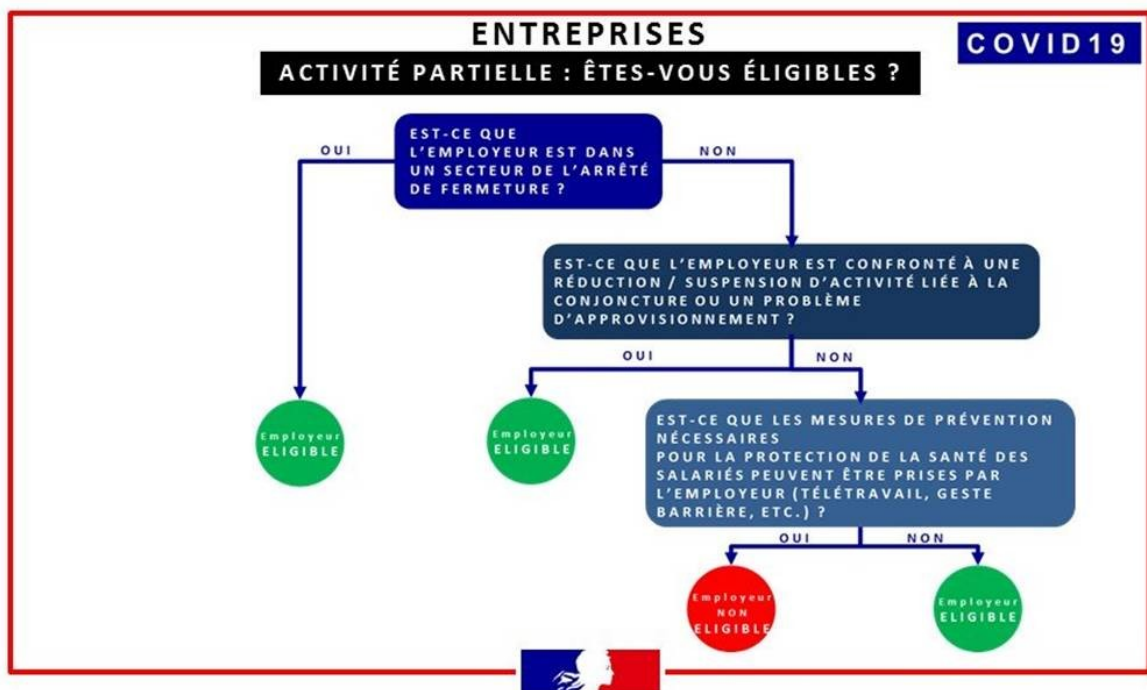 ENTREPRISES
COVID19
ACTIVITÉ PARTIELLE : ÊTES-VOUS ÉLIGIBLES ?
EST-CE QUE
L'EMPLOYEUR EST DANS
UN SECTEUR DE L'ARRÊTÉ
DE FERMETURE ?
OUI
NON
EST-CE QUE L'EMPLOYEUR EST CONFRONTÉ À UNE
RÉDUCTION / SUSPENSION D'ACTIVITÉ LIÉE À LA
CONJONCTURE OU UN PROBLÈME
D'APPROVISIONNEMENT ?
OUI
NON
Employeur
ELIGIBLE
Employeur
ELIGIBLE
EST-CE QUE LES MESURES DE PRÉVENTION
NÉCESSAIRES
POUR LA PROTECTION DE LA SANTÉ DES
SALARIÉS PEUVENT ÊTRE PRISES PAR
L'EMPLOYEUR (TÉLÉTRAVAIL, GESTE
BARRIÈRE, ETC.) ?
OUI
NON
Employeur
NON
ELIGIBLE
Employeur
ELIGIBLE